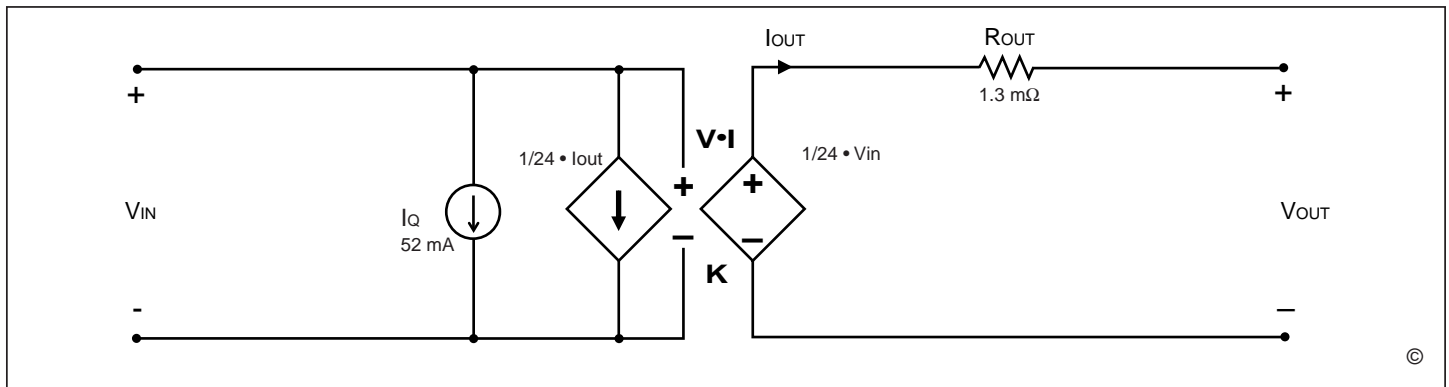 IOUT
ROUT
1.3 mΩ
+
+
V•I
1/24 • Iout
1/24 • Vin
+
+
VIN
IQ
52 mA
VOUT
−
−
K
-
–
©